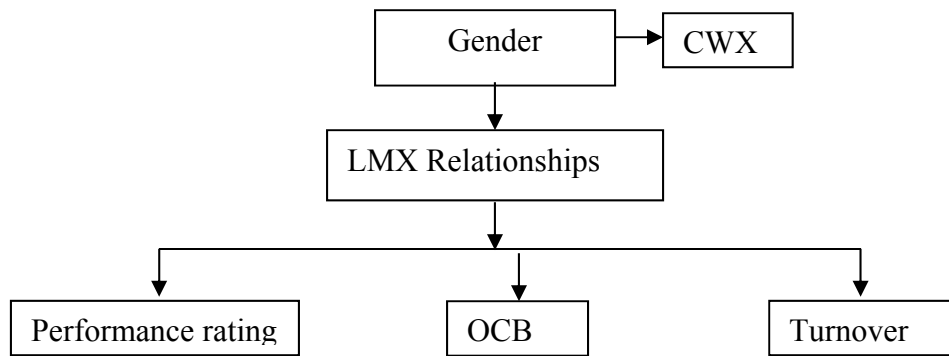 Gender
CWX
LMX Relationships
Performance rating
OCB
Turnover